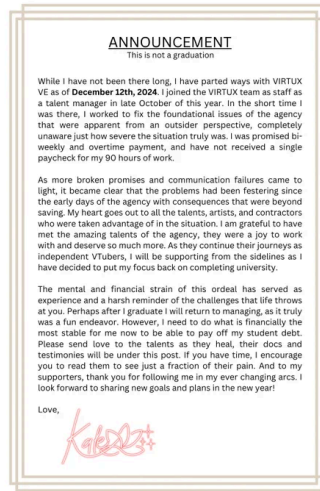 ANNOUNCEMENT
This is not a graduation
While I have not been there long, I have parted ways with VIRTUX
VE as of December 12th, 2024. I joined the VIRTUX team as staff as
a talent manager in late October of this year. In the short time I
was there, I worked to fix the foundational issues of the agency
that were apparent from an outsider perspective, completely
unaware just how severe the situation truly was. I was promised bi-
weekly and overtime payment, and have not received a single
paycheck for my 90 hours of work.
As more broken promises and communication failures came to
light, it became clear that the problems had been festering since
the early days of the agency with consequences that were beyond
saving. My heart goes out to all the talents, artists, and contractors
who were taken advantage of in the situation. I am grateful to have
met the amazing talents of the agency, they were a joy to work
with and deserve so much more. As they continue their journeys as
independent VTubers, I will be supporting from the sidelines as I
have decided to put my focus back on completing university.
The mental and financial strain of this ordeal has served as
experience and a harsh reminder of the challenges that life throws
at you. Perhaps after I graduate I will return to managing, as it truly
was a fun endeavor. However, I need to do what is financially the
most stable for me now to be able to pay off my student debt.
Please send love to the talents as they heal, their docs and
testimonies will be under this post. If you have time, I encourage
you to read them to see just a fraction of their pain. And to my
supporters, thank you for following me in my ever changing arcs. I
look forward to sharing new goals and plans in the new year!
Love,